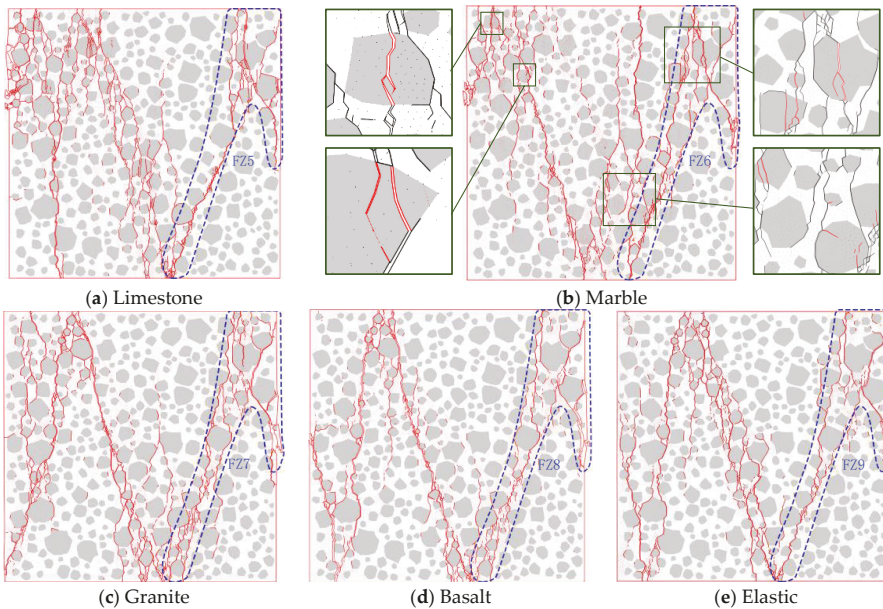 FZ5
FZ6
(a) Limestone
(b) Marble
FZ7
FZ8
FZ9
(c) Granite
(d) Basalt
(e) Elastic